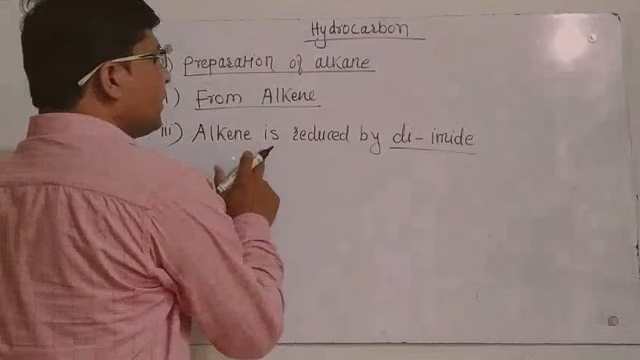 Hydrocarbon
) preparation of alkane
) From Alkene
iii) Alkene is reduced by di-imide